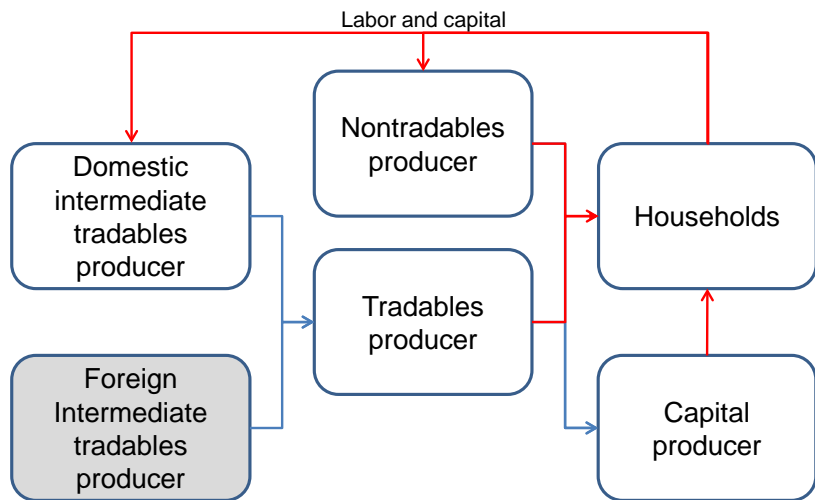 Labor and capital
Nontradables
producer
Domestic
intermediate
tradables
producer
Households
Tradables
producer
Foreign
Intermediate
tradables
producer
Capital
producer